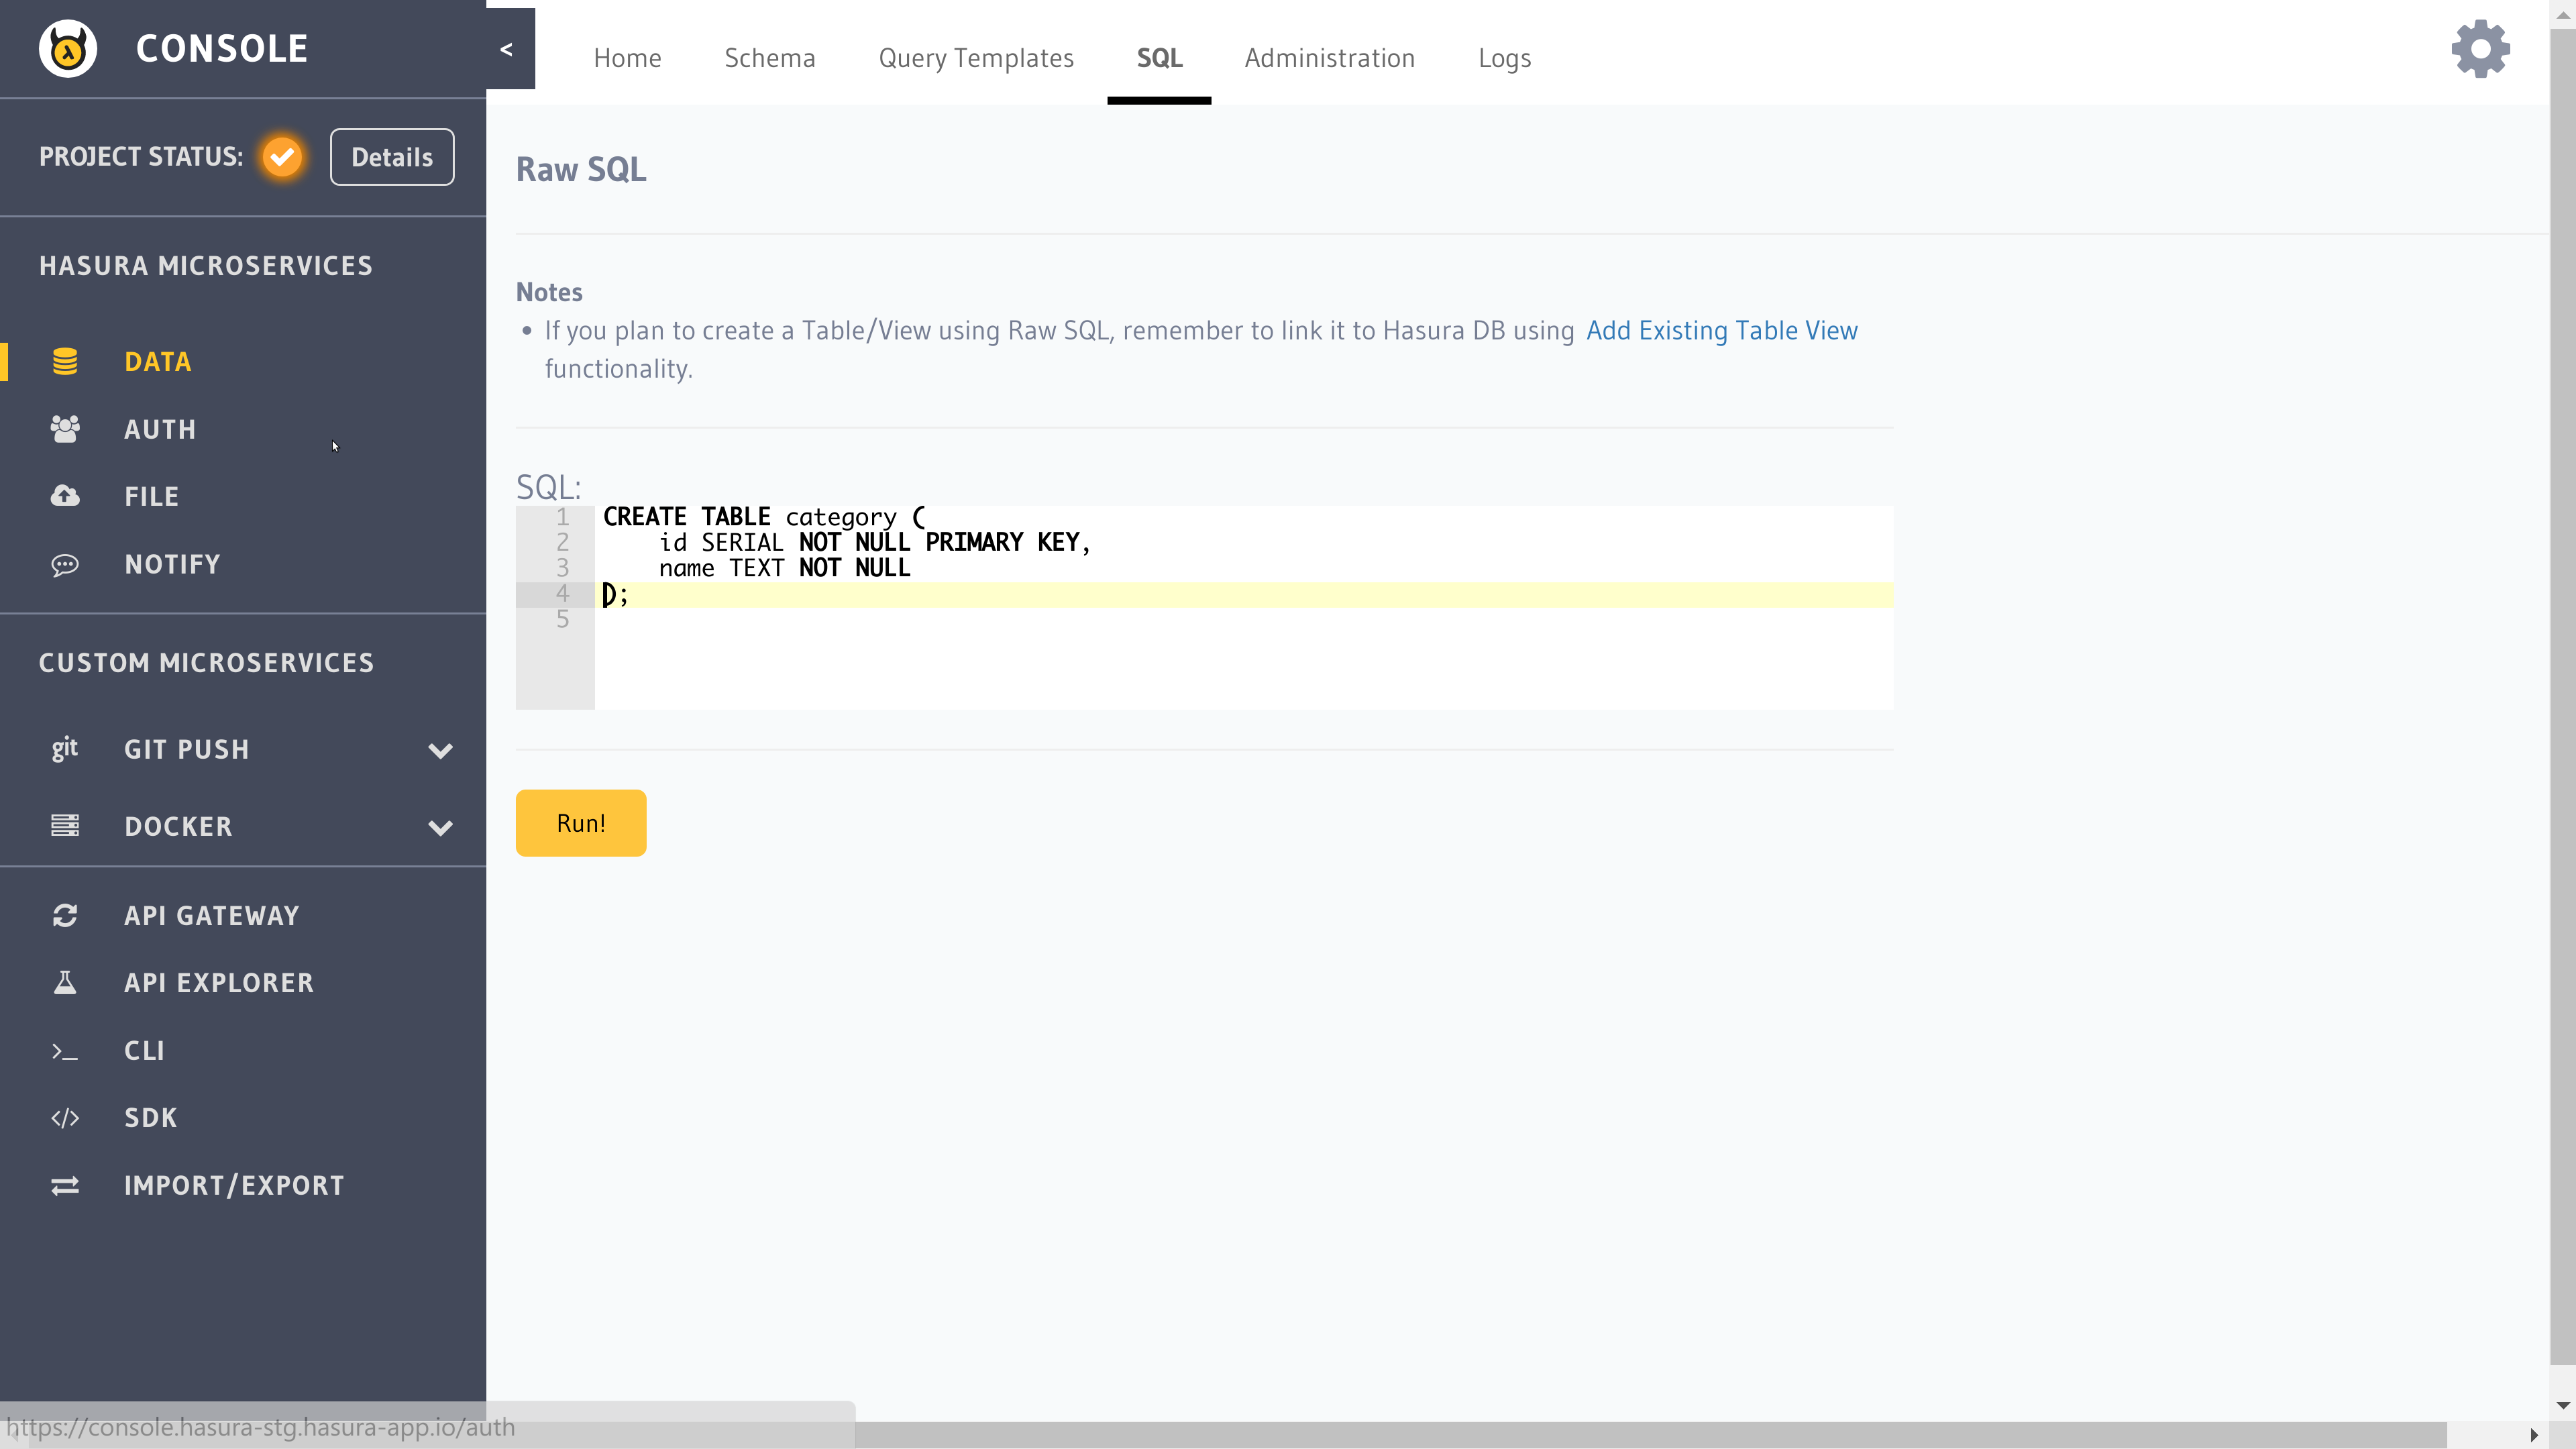 CONSOLE
<
Home Schema Query Templates SQL Administration Logs
PROJECT STATUS: Details
HASURA MICROSERVICES
DATA
AUTH
FILE
NOTIFY
CUSTOM MICROSERVICES
git GIT PUSH
DOCKER
API GATEWAY
API EXPLORER
CLI
SDK
IMPORT/EXPORT
Raw SQL
Notes
• If you plan to create a Table/View using Raw SQL, remember to link it to Hasura DB using Add Existing Table View
functionality.
SQL:
1 CREATE TABLE category (
2 id SERIAL NOT NULL PRIMARY KEY,
3 name TEXT NOT NULL
4 );
5
Run!
https://console.hasura-stg.hasura-app.io/auth